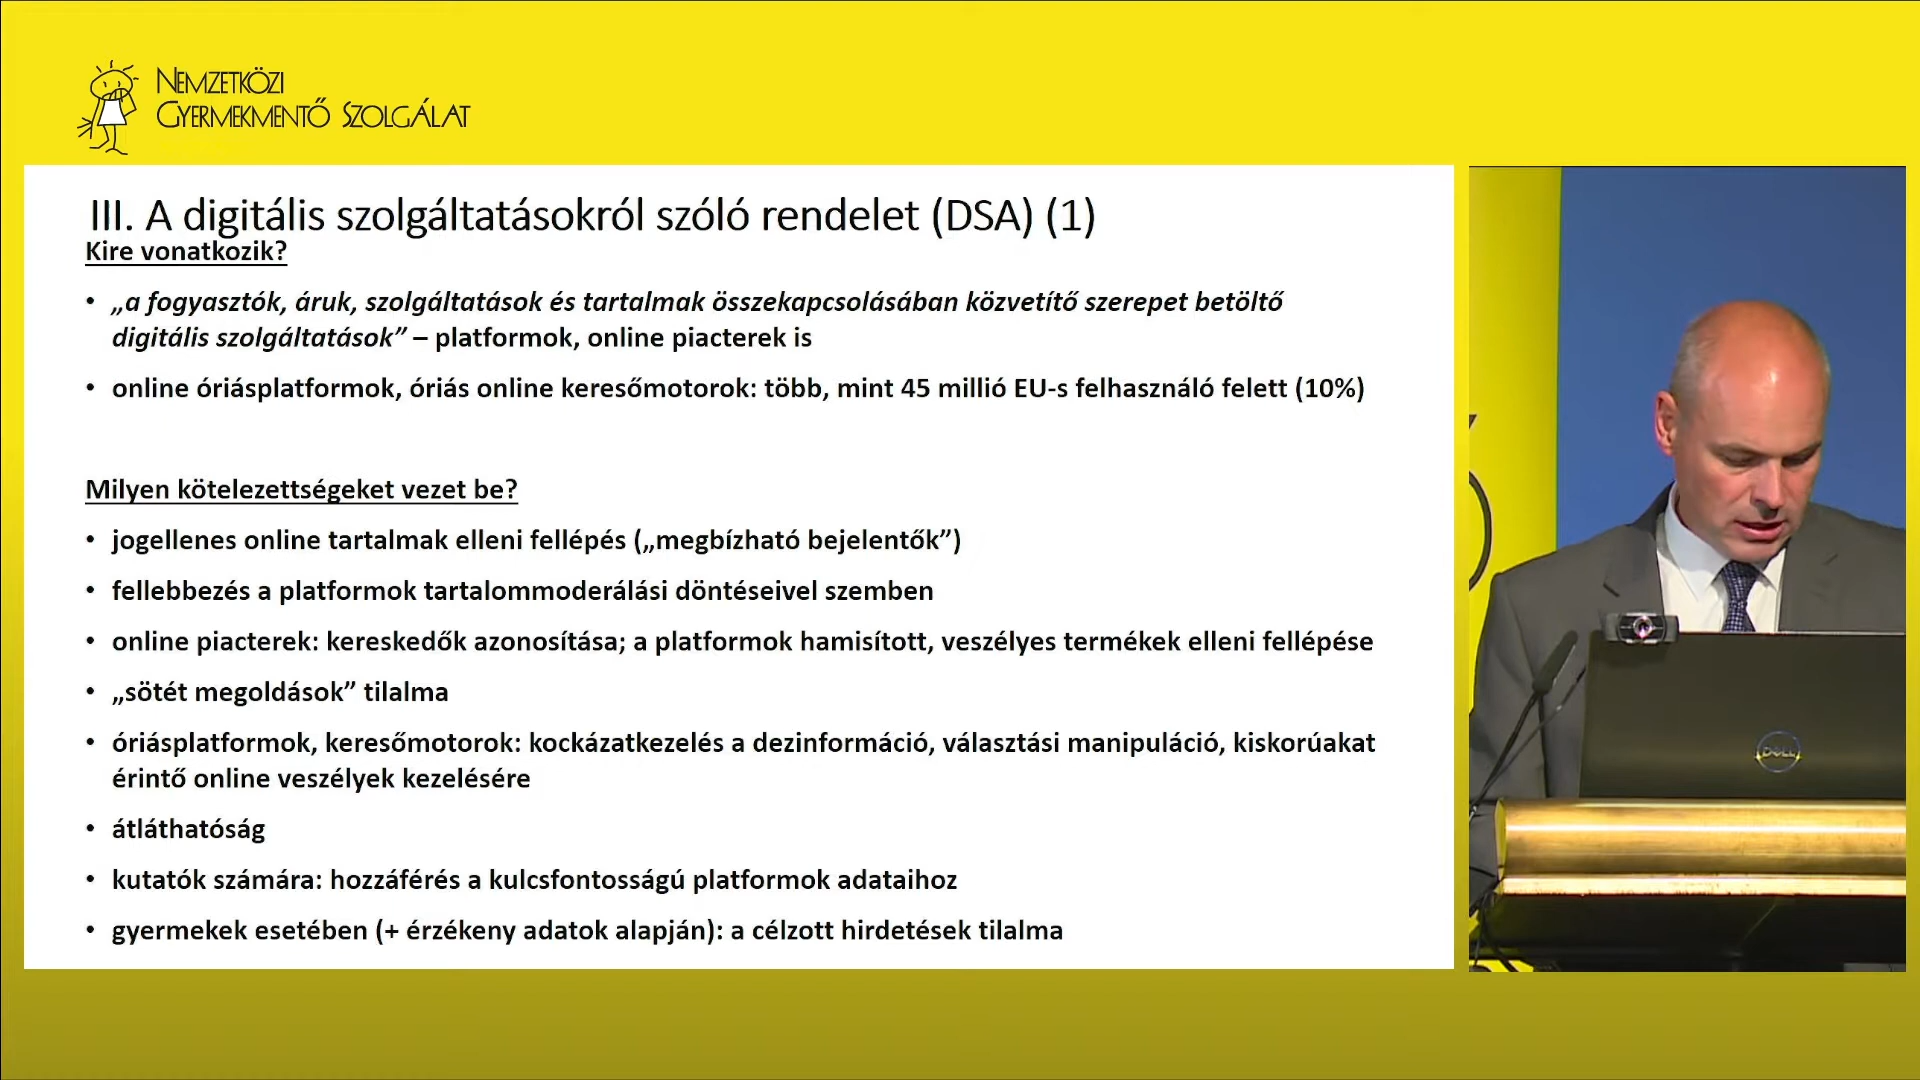 NEMZETKÖZI
GYERMEKMENTŐ SZOLGÁLAT
III. A digitális szolgáltatásokról szóló rendelet (DSA) (1)
Kire vonatkozik?
• „a fogyasztók, áruk, szolgáltatások és tartalmak összekapcsolásában közvetítő szerepet betöltő
digitális szolgáltatások” – platformok, online piacterek is
• online óriásplatformok, óriás online keresőmotorok: több, mint 45 millió EU-s felhasználó felett (10%)
Milyen kötelezettségeket vezet be?
• jogellenes online tartalmak elleni fellépés („megbízható bejelentők”)
• fellebbezés a platformok tartalommoderálási döntéseivel szemben
• online piacterek: kereskedők azonosítása; a platformok hamisított, veszélyes termékek elleni fellépése
• „sötét megoldások” tilalma
• óriásplatformok, keresőmotorok: kockázatkezelés a dezinformáció, választási manipuláció, kiskorúakat
érintő online veszélyek kezelésére
• átláthatóság
• kutatók számára: hozzáférés a kulcsfontosságú platformok adataihoz
• gyermekek esetében (+ érzékeny adatok alapján): a célzott hirdetések tilalma
DELL